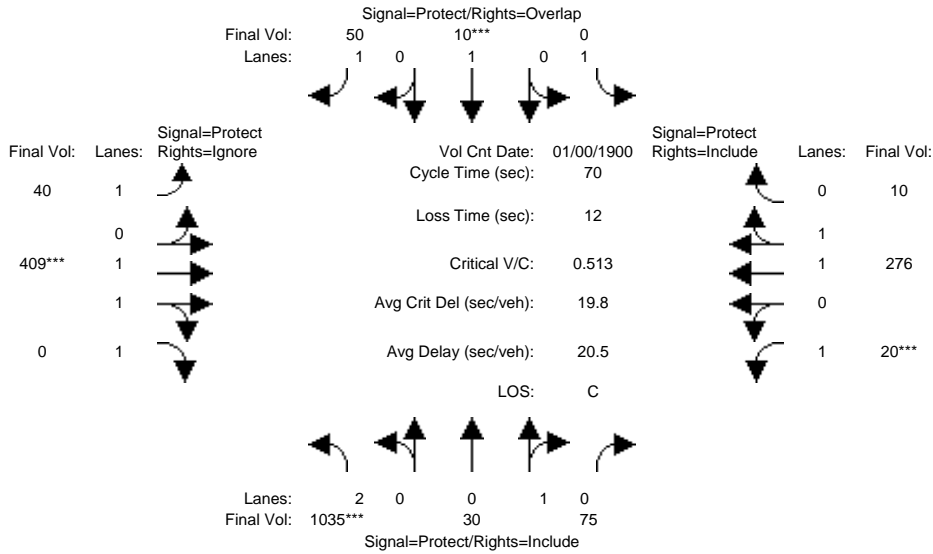 Signal=Protect/Rights=Overlap
Final Vol: 50 10*** 0
Lanes: 1 0 1 0 1
Signal=Protect Signal=Protect
Final Vol: Lanes: Rights=Ignore Vol Cnt Date: 01/00/1900 Rights=Include Lanes: Final Vol:
Cycle Time (sec): 70
40 1 0 10
Loss Time (sec): 12
0 1
409*** 1 Critical V/C: 0.513 1 276
1 Avg Crit Del (sec/veh): 19.8 0
0 1 Avg Delay (sec/veh): 20.5 1 20***
LOS: C
Lanes: 2 0 0 1 0
Final Vol: 1035*** 30 75
Signal=Protect/Rights=Include